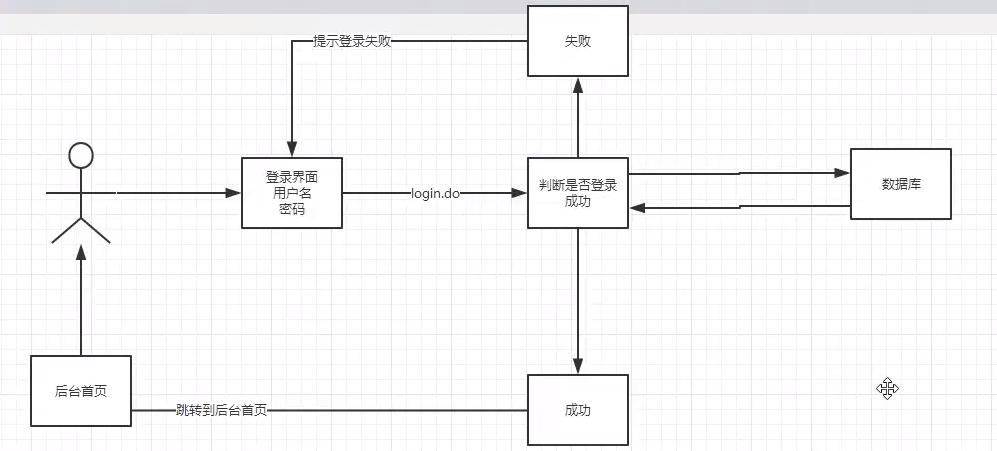 提示登录失败
失败
登录界面
用户名
密码
login.do
判断是否登录
成功
数据库
后台首页
跳转到后台首页
成功